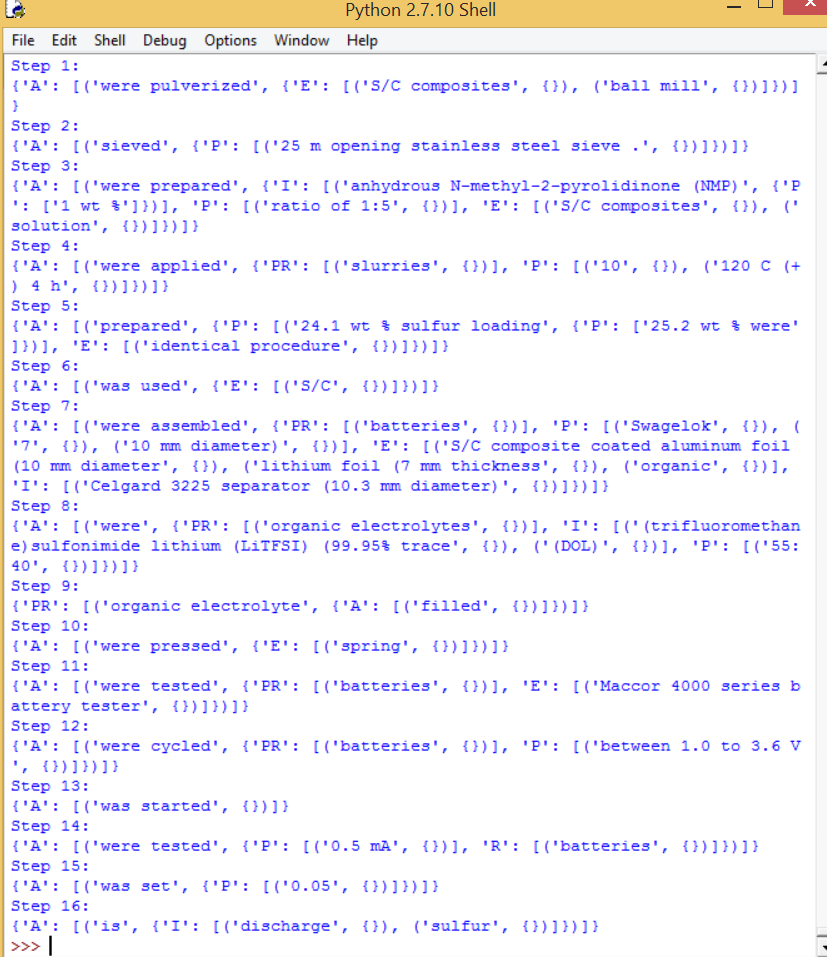 Python 2.7.10 Shell
File Edit Shell Debug Options Window Help
Step 1:
{'A': [('were pulverized', {'E': [('S/C composites', {}), ('ball mill', {})]})]
}
Step 2:
{'A': [('sieved', {'P': [('25 m opening stainless steel sieve .', {})]})]}
Step 3:
{'A': [('were prepared', {'I': [('anhydrous N-methyl-2-pyrolidinone (NMP)', {'P
': ['1 wt %']})], 'P': [('ratio of 1:5', {})], 'E': [('S/C composites', {}), ('
solution', {})]})]}
Step 4:
{'A': [('were applied', {'PR': [('slurries', {})], 'P': [('10', {}), ('120 C (+
) 4 h', {})]})]}
Step 5:
{'A': [('prepared', {'P': [('24.1 wt % sulfur loading', {'P': ['25.2 wt % were'
]})], 'E': [('identical procedure', {})]})]}
Step 6:
{'A': [('was used', {'E': [('S/C', {})]})]}
Step 7:
{'A': [('were assembled', {'PR': [('batteries', {})], 'P': [('Swagelok', {}), (
'7', {}), ('10 mm diameter)', {})], 'E': [('S/C composite coated aluminum foil
(10 mm diameter', {}), ('lithium foil (7 mm thickness', {}), ('organic', {})],
'I': [('Celgard 3225 separator (10.3 mm diameter)', {})]})]}
Step 8:
{'A': [('were', {'PR': [('organic electrolytes', {})], 'I': [('(trifluoromethan
e)sulfonimide lithium (LiTFSI) (99.95% trace', {}), ('(DOL)', {})], 'P': [('55:
40', {})]})]}
Step 9:
{'PR': [('organic electrolyte', {'A': [('filled', {})]})]}
Step 10:
{'A': [('were pressed', {'E': [('spring', {})]})]}
Step 11:
{'A': [('were tested', {'PR': [('batteries', {})], 'E': [('Maccor 4000 series b
attery tester', {})]})]}
Step 12:
{'A': [('were cycled', {'PR': [('batteries', {})], 'P': [('between 1.0 to 3.6 V
', {})]})]}
Step 13:
{'A': [('was started', {})]}
Step 14:
{'A': [('were tested', {'P': [('0.5 mA', {})], 'R': [('batteries', {})]})]}
Step 15:
{'A': [('was set', {'P': [('0.05', {})]})]}
Step 16:
{'A': [('is', {'I': [('discharge', {}), ('sulfur', {})]})]}
>>>